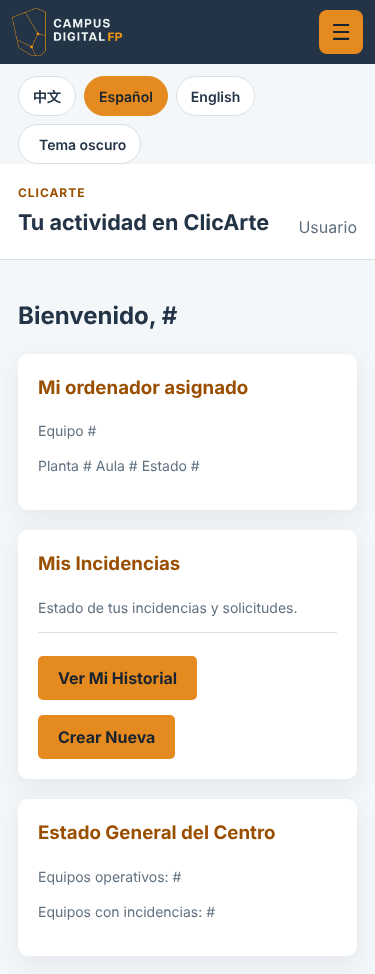 CAMPUS
DIGITAL FP
☰
中文 Español English
Tema oscuro
CLICARTE
Tu actividad en ClicArte
Usuario
Bienvenido, #
Mi ordenador asignado
Equipo #
Planta # Aula # Estado #
Mis Incidencias
Estado de tus incidencias y solicitudes.
Ver Mi Historial
Crear Nueva
Estado General del Centro
Equipos operativos: #
Equipos con incidencias: #